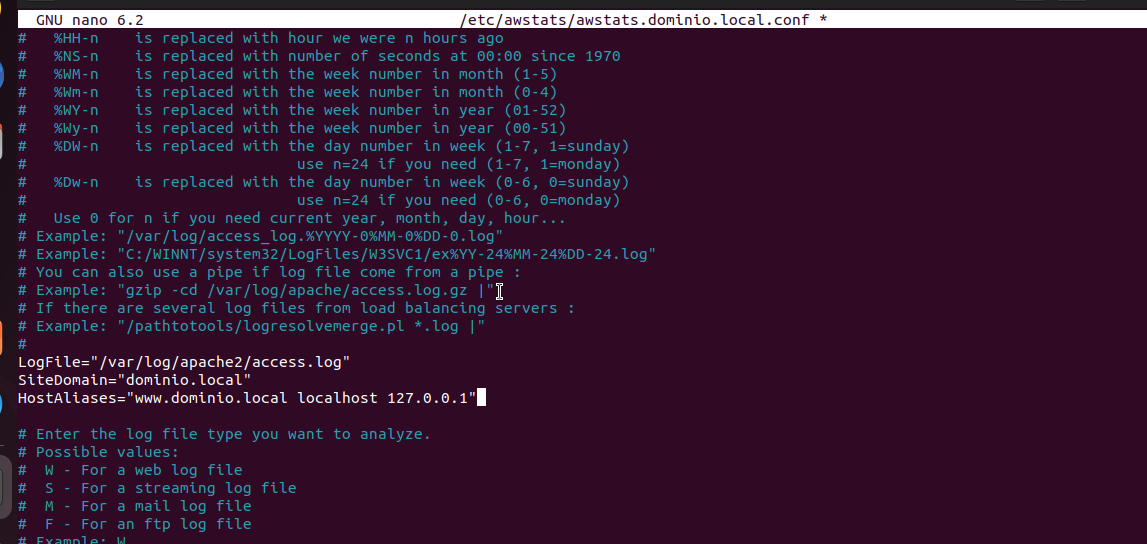 GNU nano 6.2 /etc/awstats/awstats.dominio.local.conf *
#   %HH-n    is replaced with hour we were n hours ago
#   %NS-n    is replaced with number of seconds at 00:00 since 1970
#   %WM-n    is replaced with the week number in month (1-5)
#   %Wm-n    is replaced with the week number in month (0-4)
#   %WY-n    is replaced with the week number in year (01-52)
#   %Wy-n    is replaced with the week number in year (00-51)
#   %DW-n    is replaced with the day number in week (1-7, 1=sunday)
#                              use n=24 if you need (1-7, 1=monday)
#   %Dw-n    is replaced with the day number in week (0-6, 0=sunday)
#                              use n=24 if you need (0-6, 0=monday)
#   Use 0 for n if you need current year, month, day, hour...
# Example: "/var/log/access_log.%YYYY-0%MM-0%DD-0.log"
# Example: "C:/WINNT/system32/LogFiles/W3SVC1/ex%YY-24%MM-24%DD-24.log"
# You can also use a pipe if log file come from a pipe :
# Example: "gzip -cd /var/log/apache/access.log.gz |"
# If there are several log files from load balancing servers :
# Example: "/pathtotools/logresolvemerge.pl *.log |"
#
LogFile="/var/log/apache2/access.log"
SiteDomain="dominio.local"
HostAliases="www.dominio.local localhost 127.0.0.1"
# Enter the log file type you want to analyze.
# Possible values:
#  W - For a web log file
#  S - For a streaming log file
#  M - For a mail log file
#  F - For an ftp log file
# Example: W